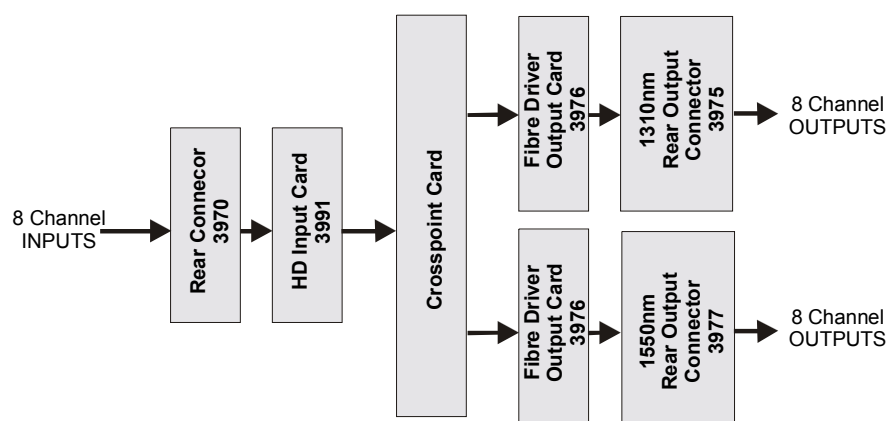 8 Channel
INPUTS
Rear Connecor
3970
HD Input Card
3991
Crosspoint Card
Fibre Driver
Output Card
3976
1310nm
Rear Output
Connector
3975
8 Channel
OUTPUTS
Fibre Driver
Output Card
3976
1550nm
Rear Output
Connector
3977
8 Channel
OUTPUTS